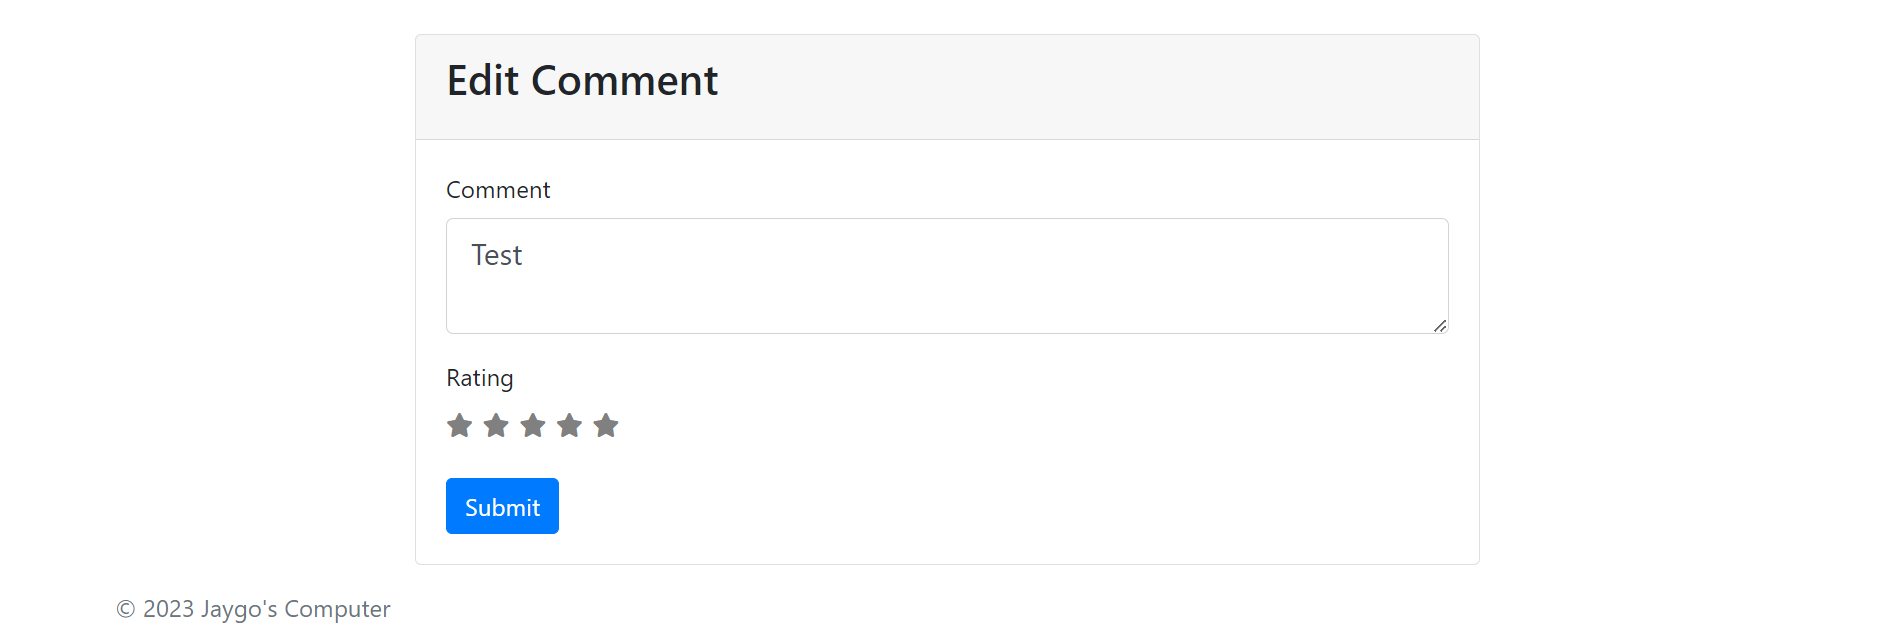 Edit Comment
Comment
Test
Rating
Submit
© 2023 Jaygo's Computer